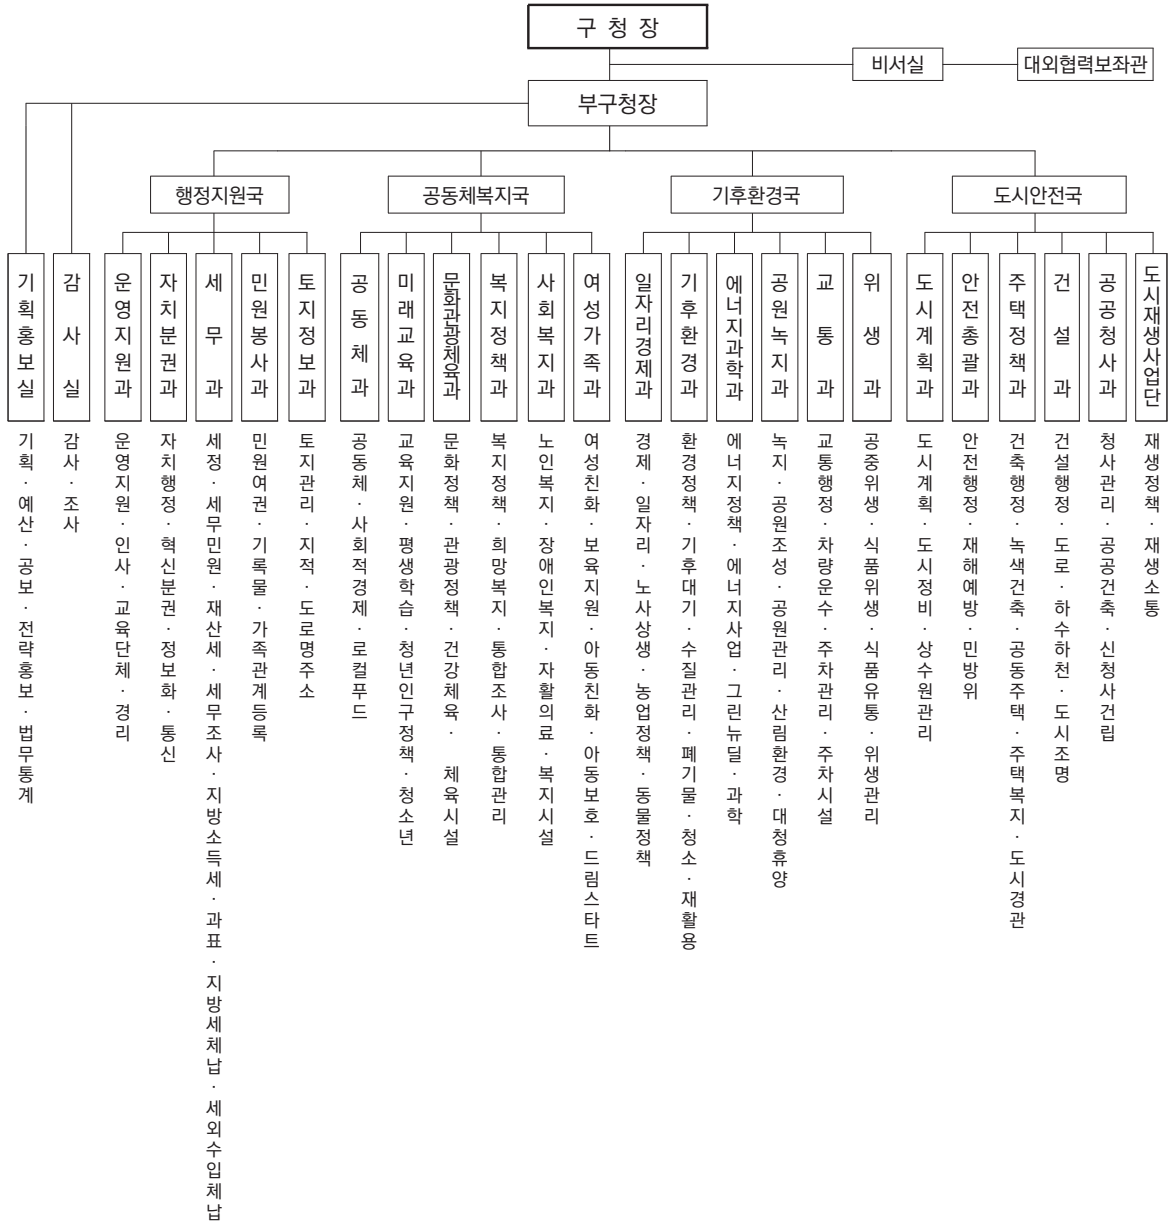 구 청 장
비서실
대외협력보좌관
부구청장
행정지원국
공동체복지국
기후환경국
도시안전국
기획홍보실
감 사 실
운영지원과
자치분권과
세 무 과
민원봉사과
토지정보과
공 동 체 과
미래교육과
문화관광체육과
복지정책과
사회복지과
여성가족과
일자리경제과
기후환경과
에너지과학과
공원녹지과
교 통 과
위 생 과
도시계획과
안전총괄과
주택정책과
건 설 과
공공청사과
도시재생사업단
기획·예산·공보·전략홍보·법무통계
감사·조사
운영지원·인사·교육단체·경리
자치행정·혁신분권·정보화·통신
세정·세무민원·재산세·세무조사·지방소득세·과표·지방세체납·세외수입체납
민원여권·기록물·가족관계등록
토지관리·지적·도로명주소
공동체·사회적경제·로컬푸드
교육지원·평생학습·청년인구정책·청소년
문화정책·관광정책·건강체육· 체육시설
복지정책·희망복지·통합조사·통합관리
노인복지·장애인복지·자활의료·복지시설
여성친화·보육지원·아동친화·아동보호·드림스타트
경제·일자리·노사상생·농업정책·동물정책
환경정책·기후대기·수질관리·폐기물·청소·재활용
에너지정책·에너지사업·그린뉴딜·과학
녹지·공원조성·공원관리·산림환경·대청휴양
교통행정·차량운수·주차관리·주차시설
공중위생·식품위생·식품유통·위생관리
도시계획·도시정비·상수원관리
안전행정·재해예방·민방위
건축행정·녹색건축·공동주택·주택복지·도시경관
건설행정·도로·하수하천·도시조명
청사관리·공공건축·신청사건립
재생정책·재생소통